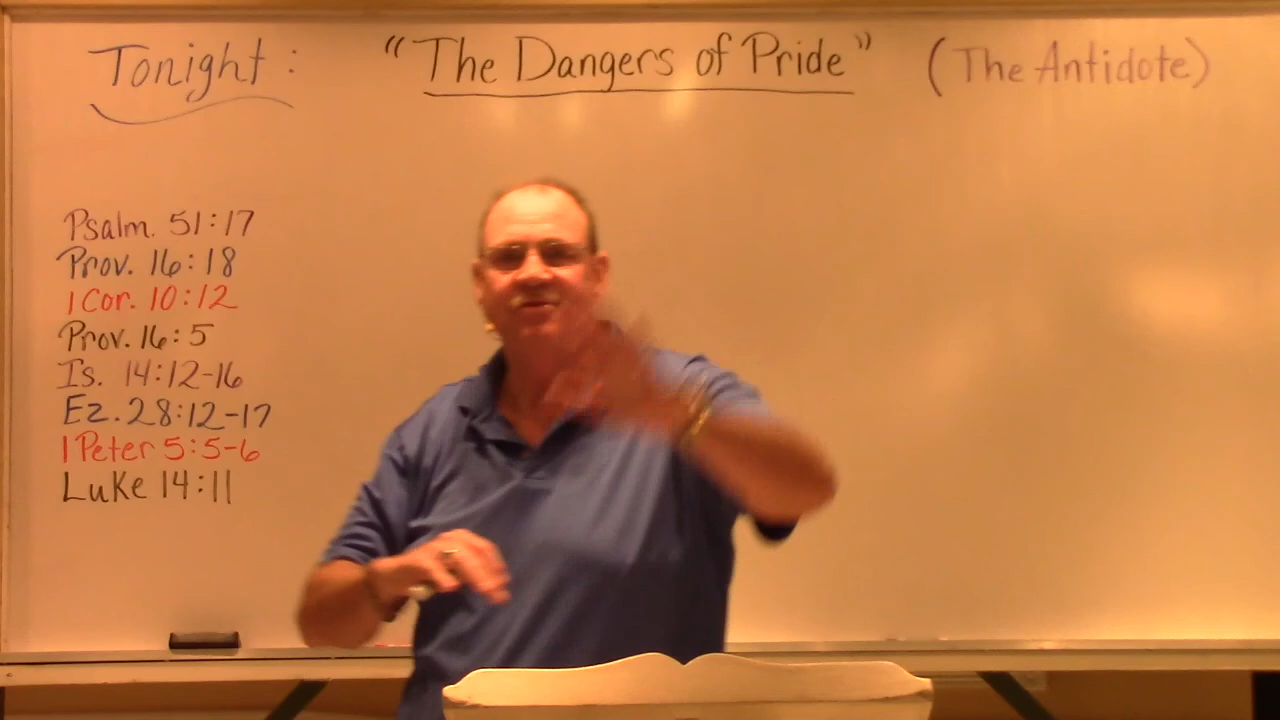 Tonight: "The Dangers of Pride" (The Antidote)
Psalm. 51:17
Prov. 16:18
1 Cor. 10:12
Prov. 16:5
Is. 14:12-16
Ez. 28:12-17
1 Peter 5:5-6
Luke 14:11